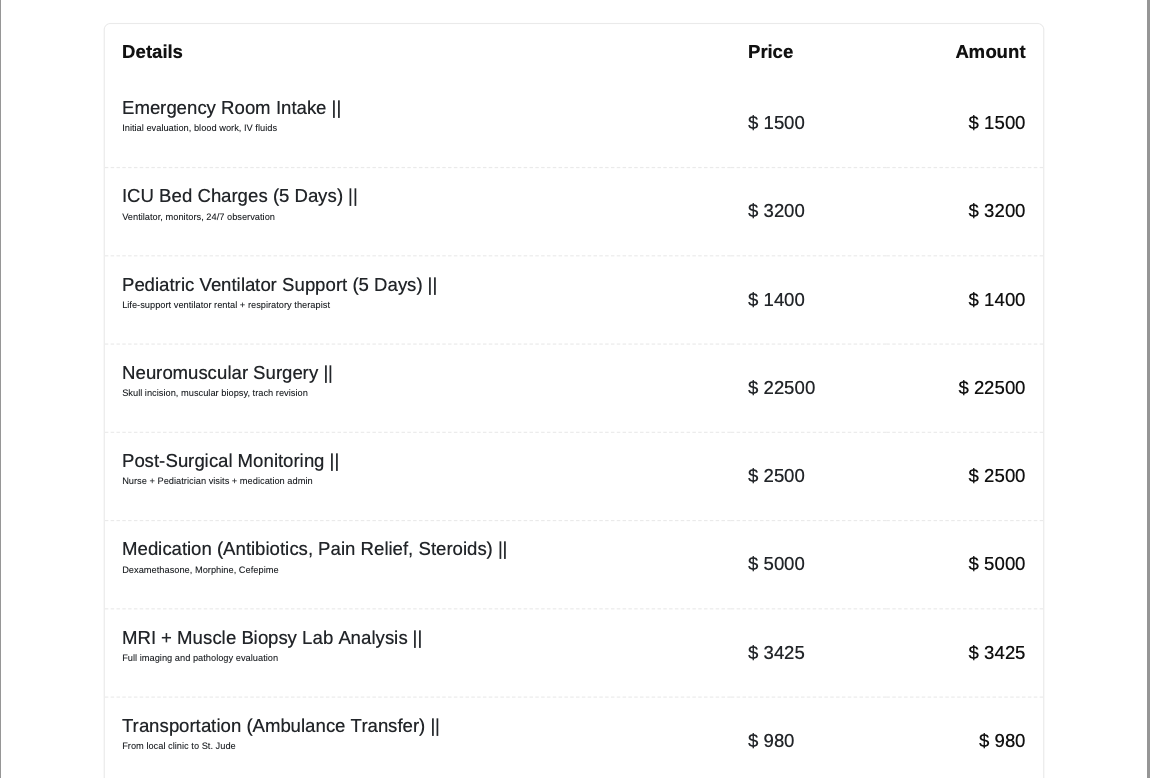 Details Price Amount
Emergency Room Intake ||
Initial evaluation, blood work, IV fluids
$ 1500 $ 1500
ICU Bed Charges (5 Days) ||
Ventilator, monitors, 24/7 observation
$ 3200 $ 3200
Pediatric Ventilator Support (5 Days) ||
Life-support ventilator rental + respiratory therapist
$ 1400 $ 1400
Neuromuscular Surgery ||
Skull incision, muscular biopsy, trach revision
$ 22500 $ 22500
Post-Surgical Monitoring ||
Nurse + Pediatrician visits + medication admin
$ 2500 $ 2500
Medication (Antibiotics, Pain Relief, Steroids) ||
Dexamethasone, Morphine, Cefepime
$ 5000 $ 5000
MRI + Muscle Biopsy Lab Analysis ||
Full imaging and pathology evaluation
$ 3425 $ 3425
Transportation (Ambulance Transfer) ||
From local clinic to St. Jude
$ 980 $ 980